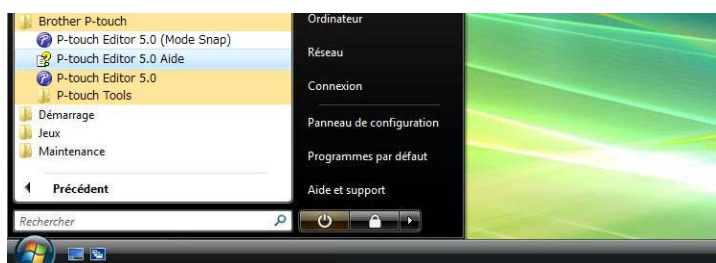 Brother P-touch
P-touch Editor 5.0 (Mode Snap)
P-touch Editor 5.0 Aide
P-touch Editor 5.0
P-touch Tools
Démarrage
Jeux
Maintenance
Précédent
Rechercher
Ordinateur
Réseau
Connexion
Panneau de configuration
Programmes par défaut
Aide et support